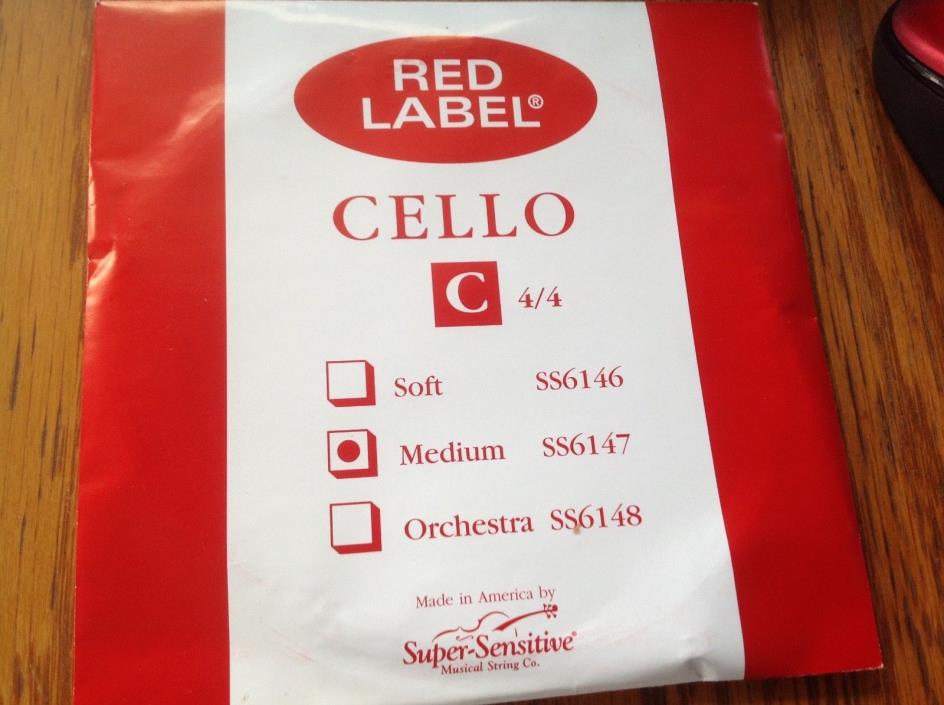 RED
LABEL®
CELLO
C 4/4
Soft SS6146
Medium SS6147
Orchestra SS6148
Made in America by
Super-Sensitive®
Musical String Co.